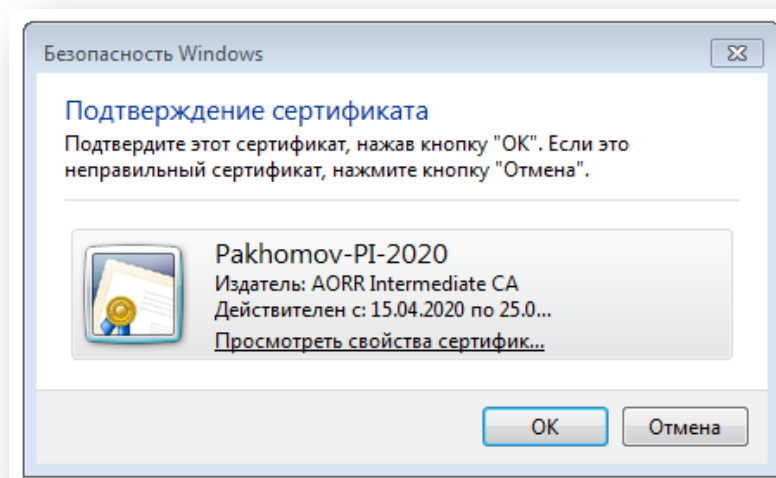 Безопасность Windows
Подтверждение сертификата
Подтвердите этот сертификат, нажав кнопку "ОК". Если это
неправильный сертификат, нажмите кнопку "Отмена".
Pakhomov-PI-2020
Издатель: AORR Intermediate CA
Действителен с: 15.04.2020 по 25.0...
Просмотреть свойства сертифик...
ОК
Отмена